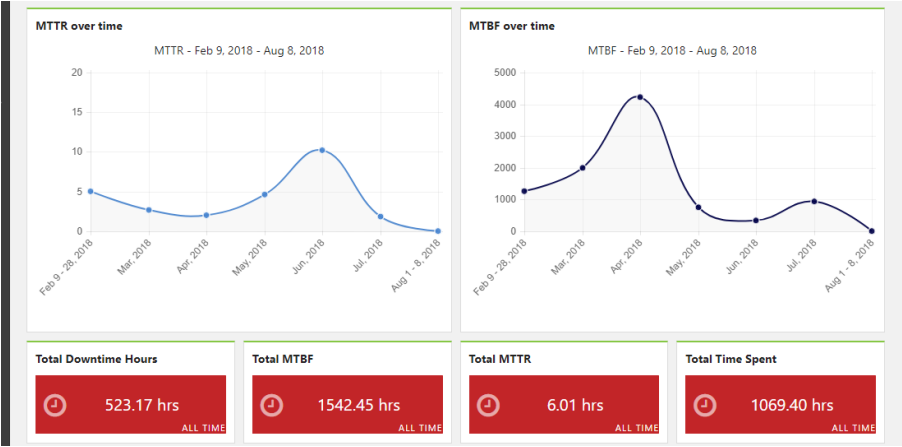 MTTR over time
MTTR - Feb 9, 2018 - Aug 8, 2018
20
15
10
5
0
Feb 9 - 28, 2018
Mar, 2018
Apr, 2018
May, 2018
Jun, 2018
Jul, 2018
Aug 1 - 8, 2018
MTBF over time
MTBF - Feb 9, 2018 - Aug 8, 2018
5000
4000
3000
2000
1000
0
Feb 9 - 28, 2018
Mar, 2018
Apr, 2018
May, 2018
Jun, 2018
Jul, 2018
Aug 1 - 8, 2018
Total Downtime Hours
523.17 hrs
ALL TIME
Total MTBF
1542.45 hrs
ALL TIME
Total MTTR
6.01 hrs
ALL TIME
Total Time Spent
1069.40 hrs
ALL TIME